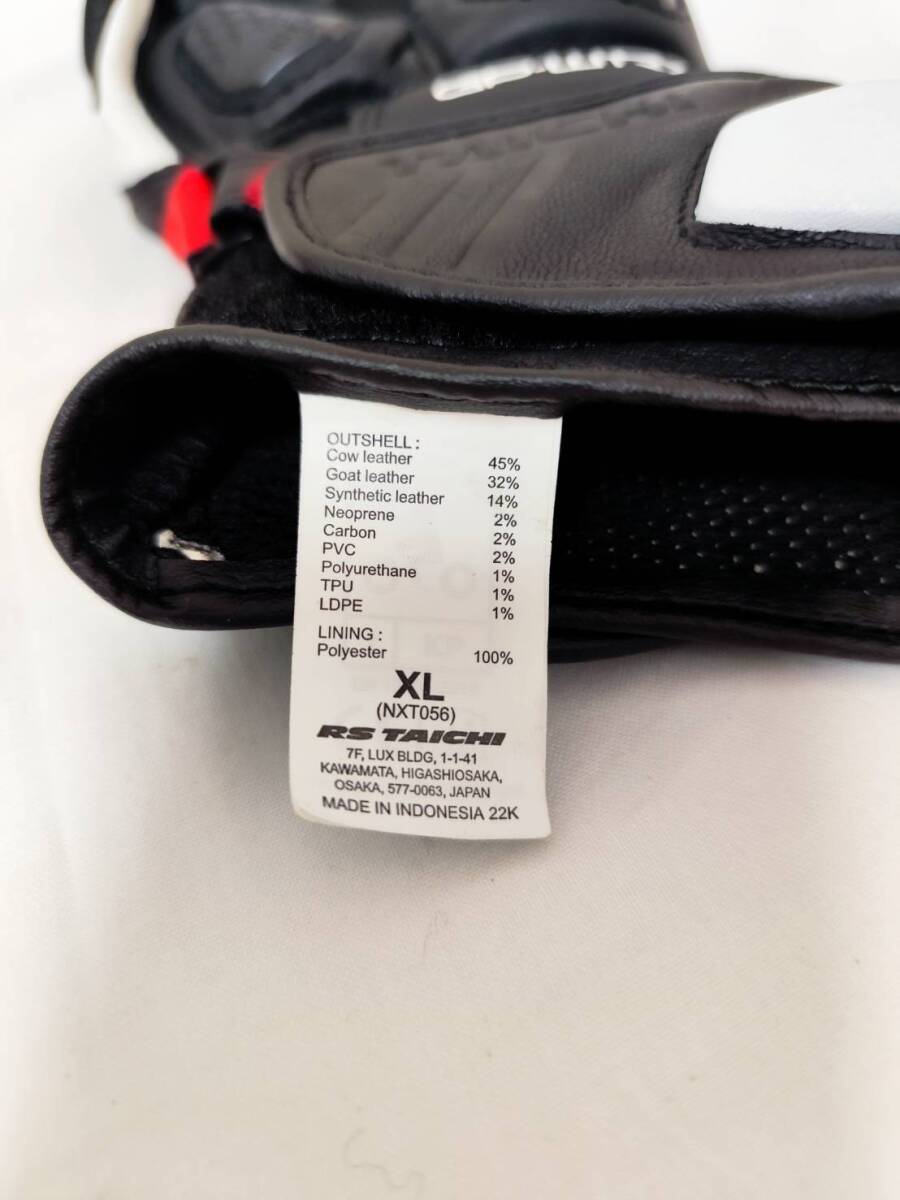 TAICHI
OUTSHELL :
Cow leather 45%
Goat leather 32%
Synthetic leather 14%
Neoprene 2%
Carbon 2%
PVC 2%
Polyurethane 1%
TPU 1%
LDPE 1%
LINING :
Polyester 100%
XL
(NXT056)
RS TAICHI
7F, LUX BLDG, 1-1-41
KAWAMATA, HIGASHIOSAKA,
OSAKA, 577-0063, JAPAN
MADE IN INDONESIA 22K